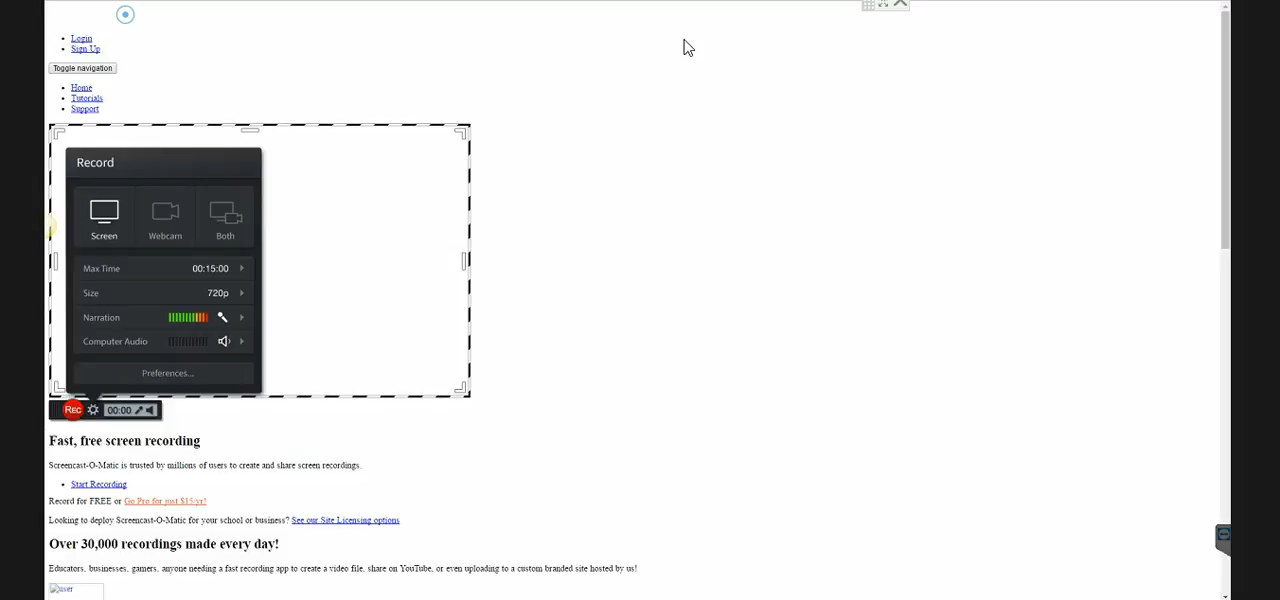 Login
Sign Up
Toggle navigation
Home
Tutorials
Support
Record
Screen Webcam Both
Max Time 00:15:00
Size 720p
Narration
Computer Audio
Preferences...
REC 00:00
Fast, free screen recording
Screencast-O-Matic is trusted by millions of users to create and share screen recordings.
Start Recording
Record for FREE or Go Pro for just $15/yr!
Looking to deploy Screencast-O-Matic for your school or business? See our Site Licensing options
Over 30,000 recordings made every day!
Educators, businesses, gamers, anyone needing a fast recording app to create a video file, share on YouTube, or even uploading to a custom branded site hosted by us!
user